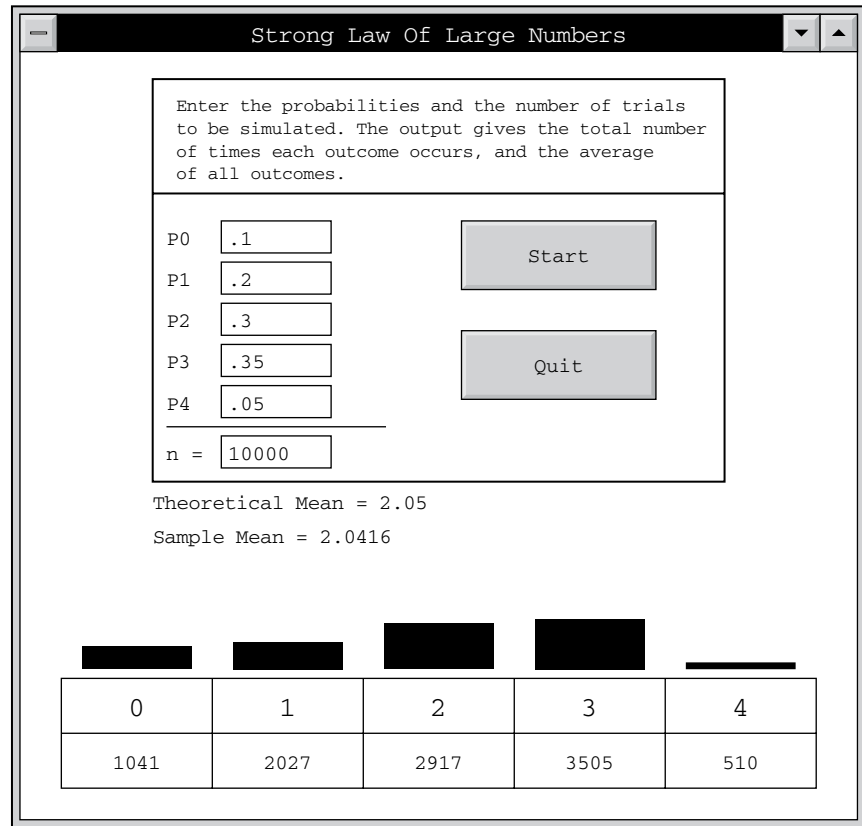 Strong Law Of Large Numbers
Enter the probabilities and the number of trials
to be simulated. The output gives the total number
of times each outcome occurs, and the average
of all outcomes.
P0 .1
Start
P1 .2
P2 .3
P3 .35
Quit
P4 .05
n = 10000
Theoretical Mean = 2.05
Sample Mean = 2.0416
0 1 2 3 4
1041 2027 2917 3505 510